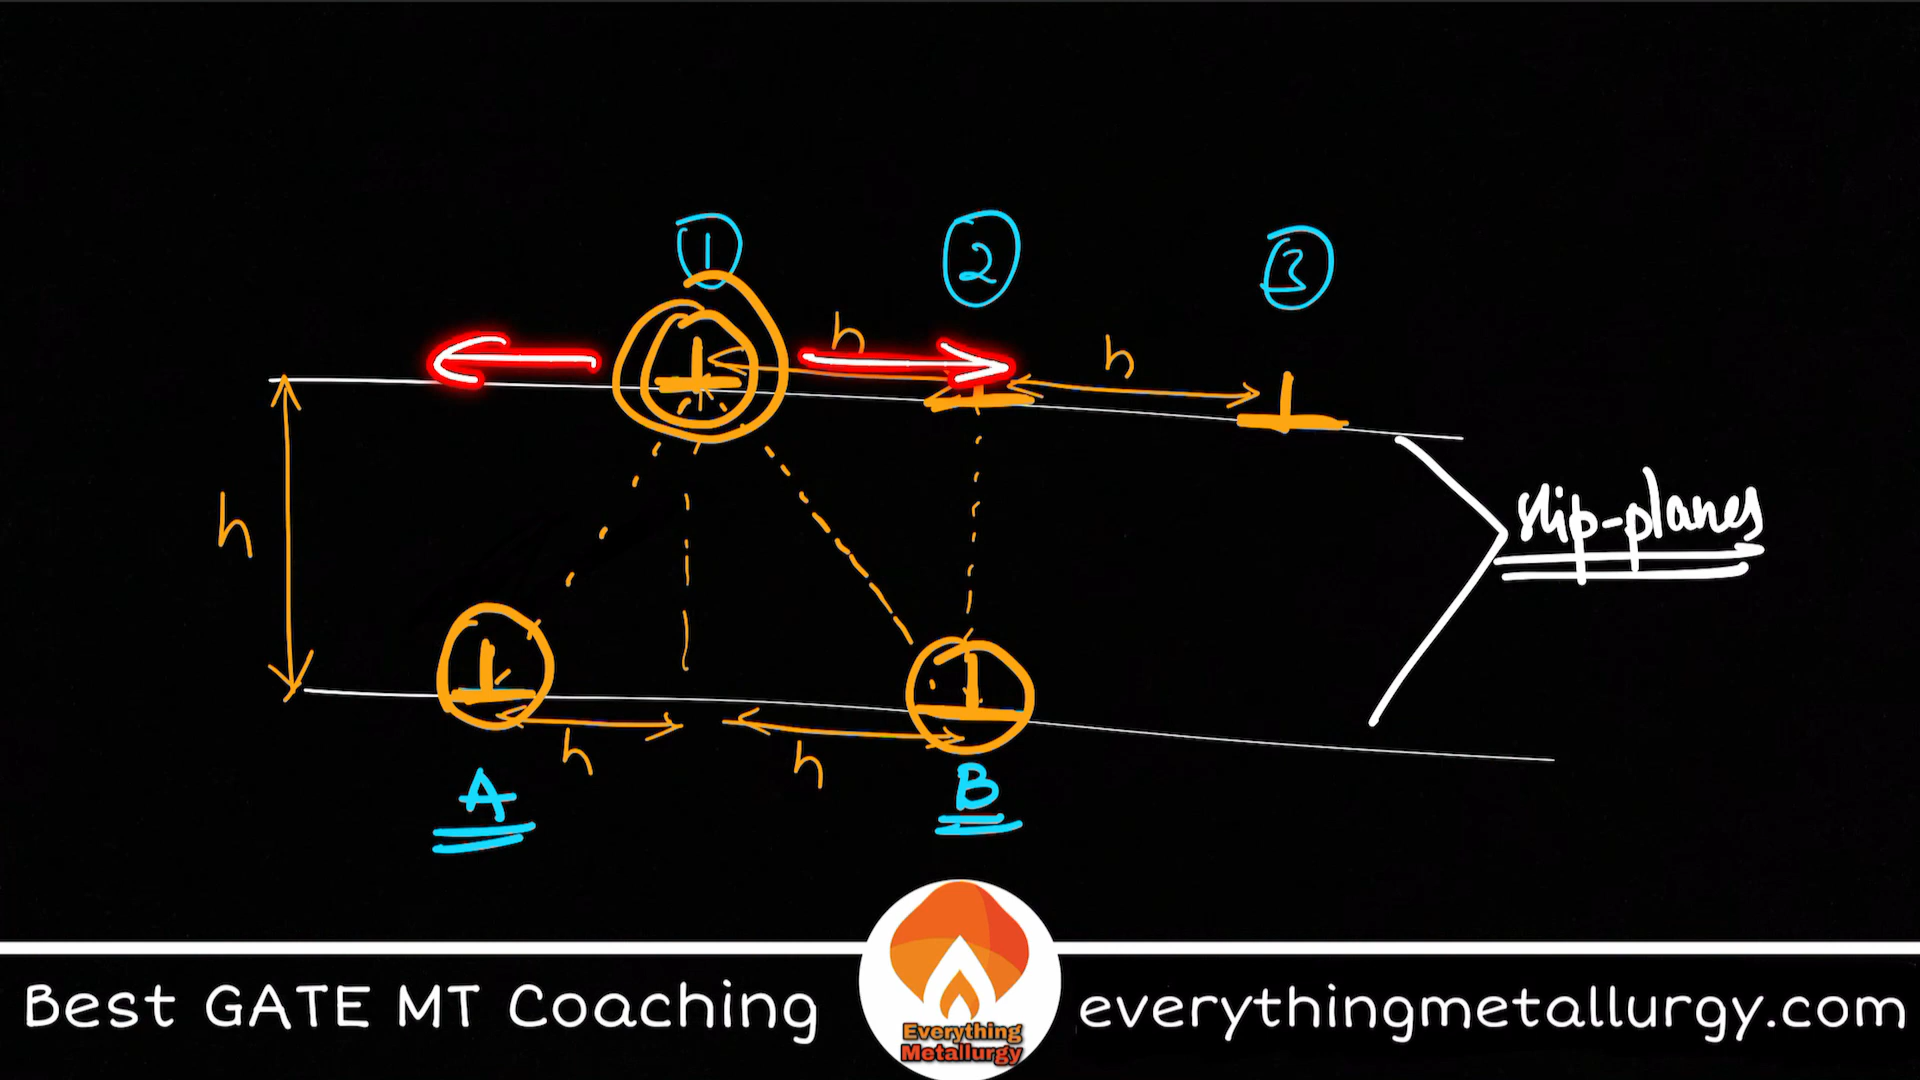 1 2 3
h h
h
slip-planes
h h
A B
Best GATE MT Coaching
Everything
Metallurgy
everythingmetallurgy.com